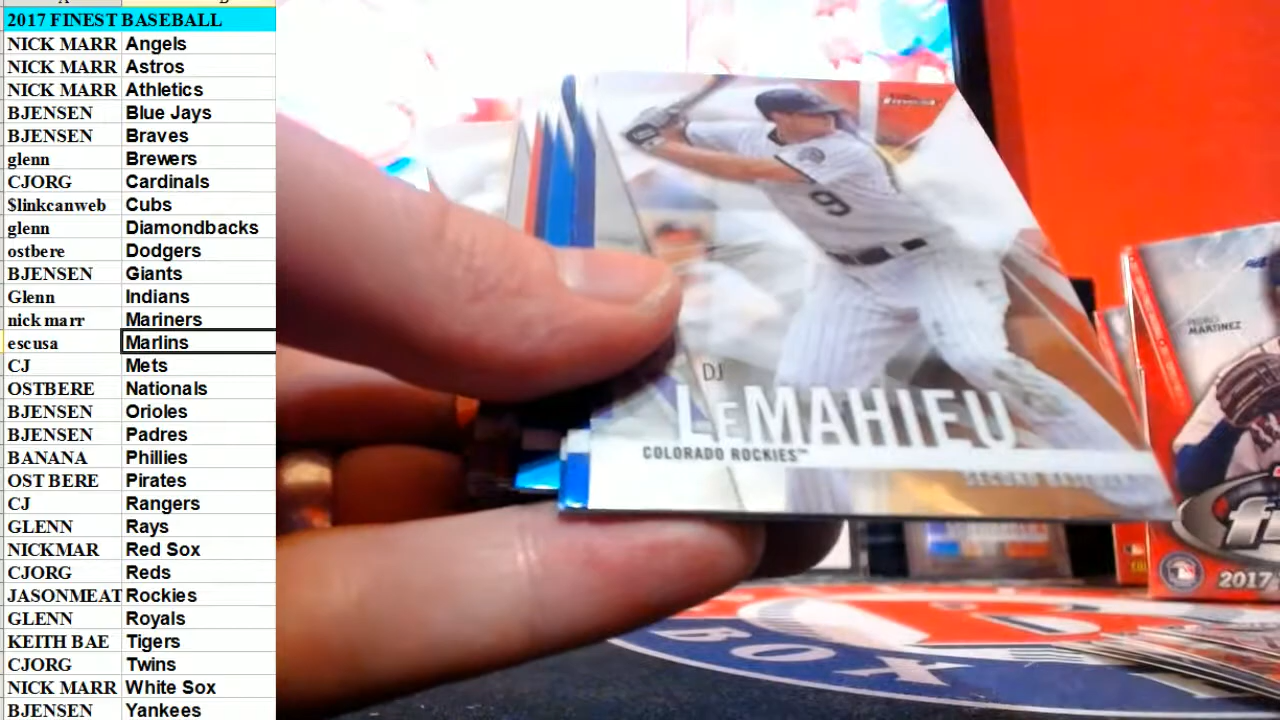 2017 FINEST BASEBALL
NICK MARR Angels
NICK MARR Astros
NICK MARR Athletics
BJENSEN Blue Jays
BJENSEN Braves
glenn Brewers
CJORG Cardinals
$linkcanweb Cubs
glenn Diamondbacks
ostbere Dodgers
BJENSEN Giants
Glenn Indians
nick marr Mariners
escusa Marlins
CJ Mets
OSTBERE Nationals
BJENSEN Orioles
BJENSEN Padres
BANANA Phillies
OST BERE Pirates
CJ Rangers
GLENN Rays
NICKMAR Red Sox
CJORG Reds
JASONMEAT Rockies
GLENN Royals
KEITH BAE Tigers
CJORG Twins
NICK MARR White Sox
BJENSEN Yankees
9
DJ
LEMAHIEU
COLORADO ROCKIES™
SECOND BASEMAN
PEDRO
MARTINEZ
2017
BOX